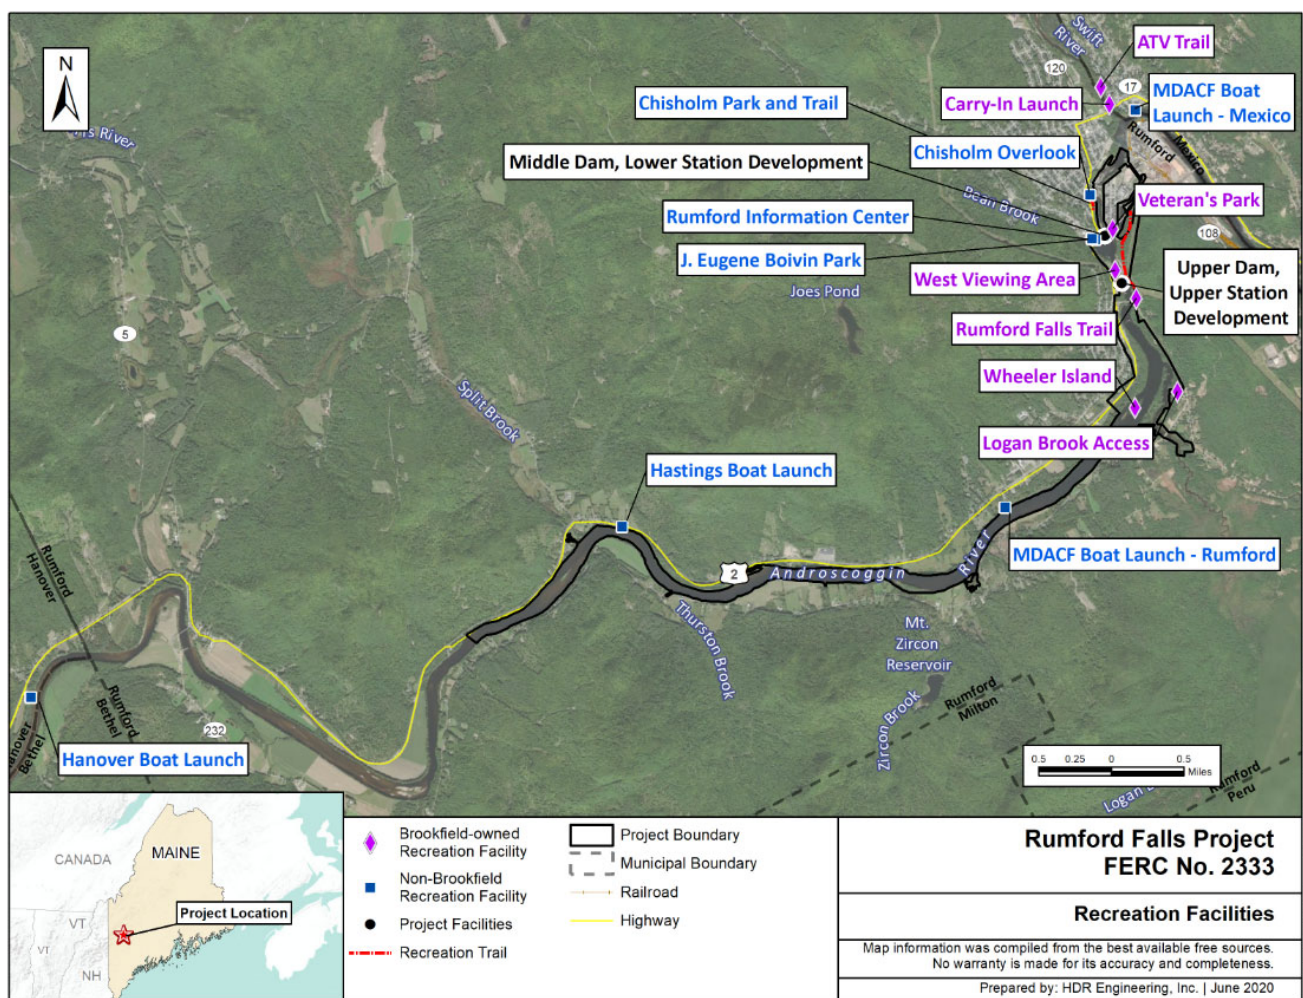 N
Swift
River
ATV Trail
120
17
MDACF Boat
Launch - Mexico
Chisholm Park and Trail
Carry-In Launch
Rumford
Mexico
Chisholm Overlook
Middle Dam, Lower Station Development
Bean Brook
Veteran's Park
Rumford Information Center
108
J. Eugene Boivin Park
West Viewing Area
Upper Dam,
Upper Station
Development
Joes Pond
Rumford Falls Trail
5
Wheeler Island
Split Brook
Logan Brook Access
Hastings Boat Launch
MDACF Boat Launch - Rumford
2
Androscoggin
River
River
Rumford
Hanover
Thurston Brook
Mt.
Zircon
Reservoir
Zircon Brook
Rumford
Milton
Rumford
Bethel
232
Bethel
Hanover Boat Launch
0.5 0.25 0 0.5
Miles
Rumford
Peru
Logan
CANADA
MAINE
Project Location
VT
VT
NH
Brookfield-owned
Recreation Facility
Non-Brookfield
Recreation Facility
Project Facilities
Recreation Trail
Project Boundary
Municipal Boundary
Railroad
Highway
Rumford Falls Project
FERC No. 2333
Recreation Facilities
Map information was compiled from the best available free sources.
No warranty is made for its accuracy and completeness.
Prepared by: HDR Engineering, Inc. | June 2020